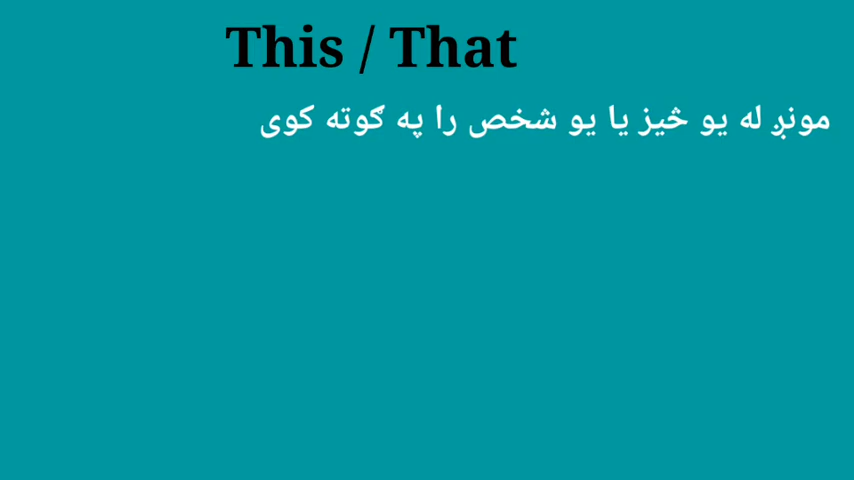 This / That
مونږ له یو څیز یا یو شخص را په ګوته کوی